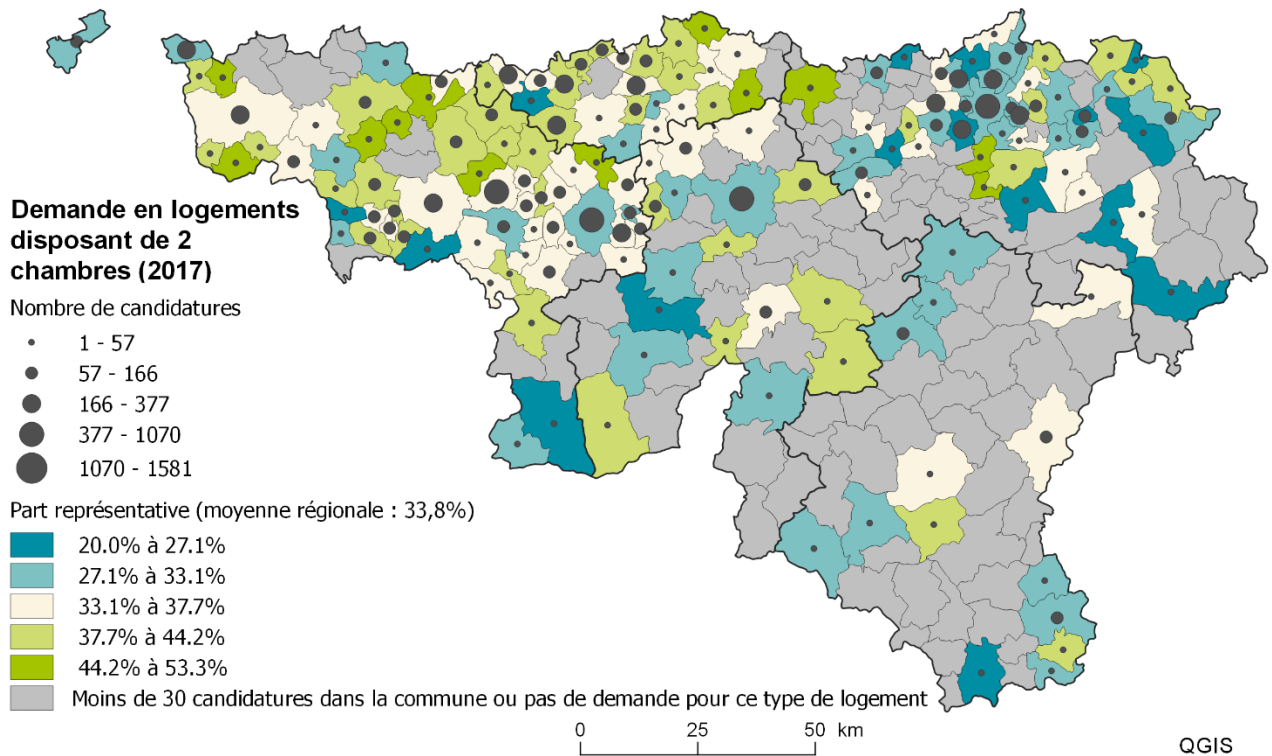 Demande en logements
disposant de 2
chambres (2017)
Nombre de candidatures
1 - 57
57 - 166
166 - 377
377 - 1070
1070 - 1581
Part représentative (moyenne régionale : 33,8%)
20.0% à 27.1%
27.1% à 33.1%
33.1% à 37.7%
37.7% à 44.2%
44.2% à 53.3%
Moins de 30 candidatures dans la commune ou pas de demande pour ce type de logement
0 25 50 km
QGIS